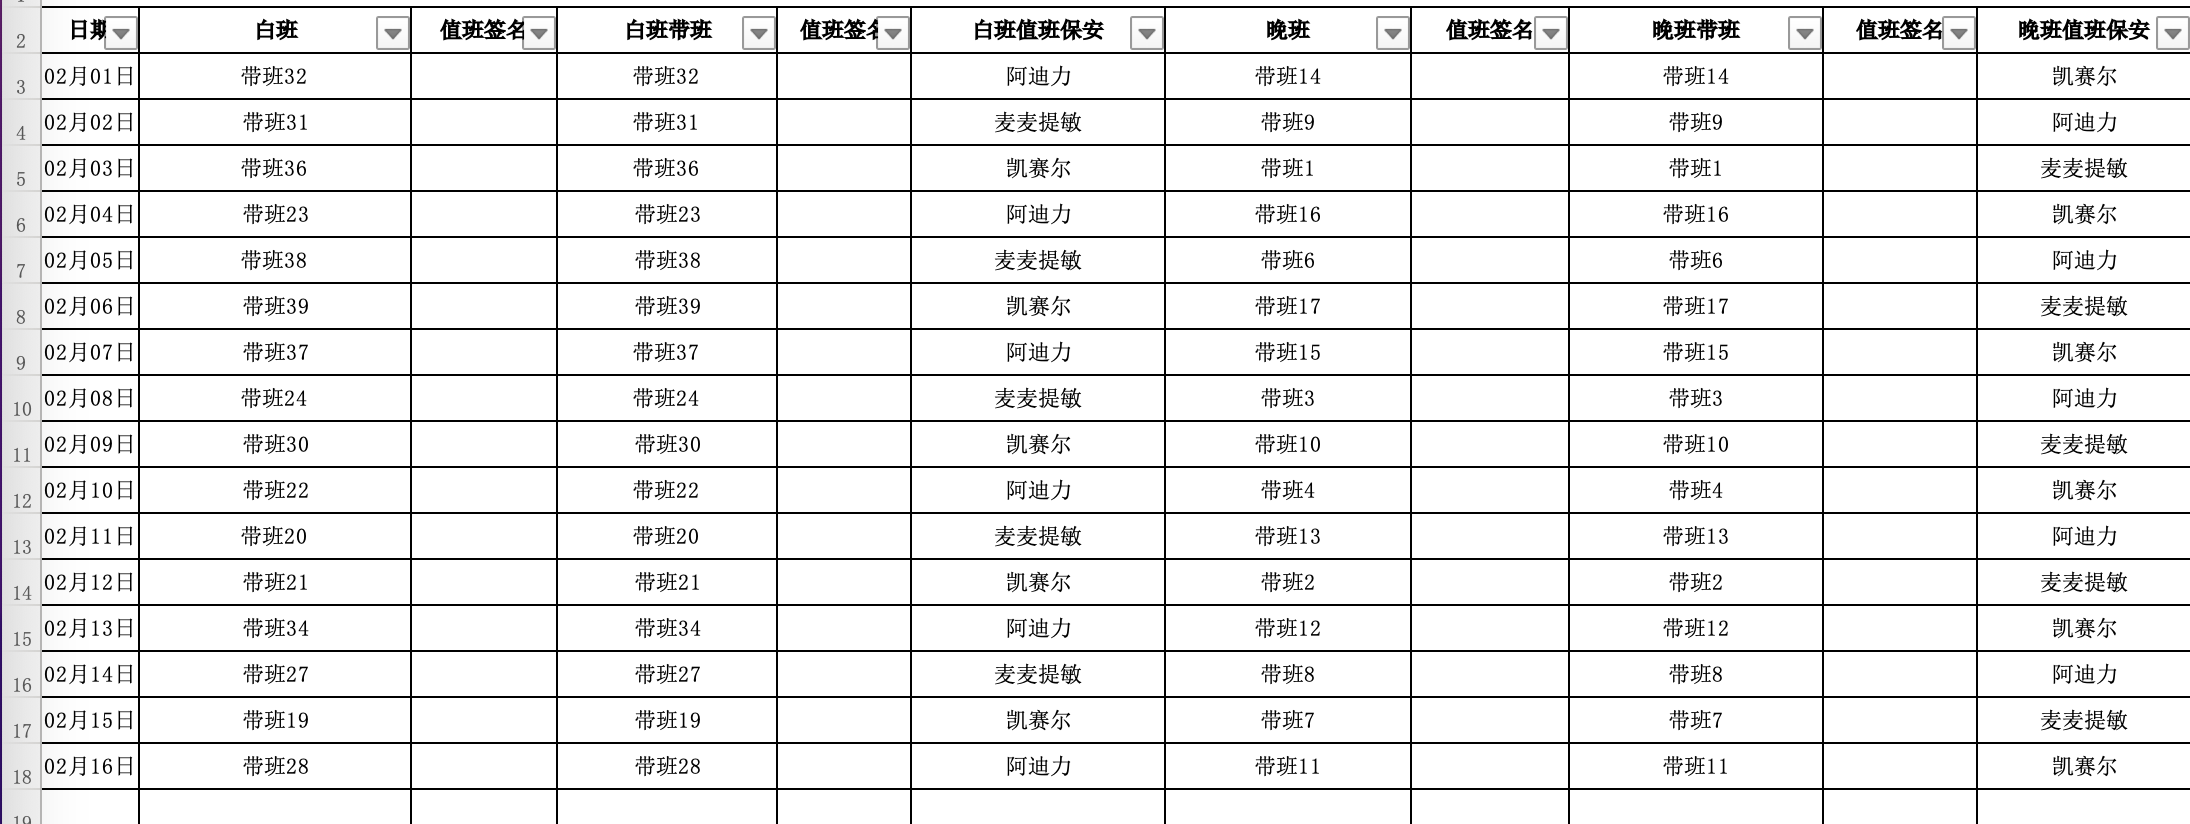 2 日期 白班 值班签名 白班带班 值班签名 白班值班保安 晚班 值班签名 晚班带班 值班签名 晚班值班保安
3 02月01日 带班32 带班32 阿迪力 带班14 带班14 凯赛尔
4 02月02日 带班31 带班31 麦麦提敏 带班9 带班9 阿迪力
5 02月03日 带班36 带班36 凯赛尔 带班1 带班1 麦麦提敏
6 02月04日 带班23 带班23 阿迪力 带班16 带班16 凯赛尔
7 02月05日 带班38 带班38 麦麦提敏 带班6 带班6 阿迪力
8 02月06日 带班39 带班39 凯赛尔 带班17 带班17 麦麦提敏
9 02月07日 带班37 带班37 阿迪力 带班15 带班15 凯赛尔
10 02月08日 带班24 带班24 麦麦提敏 带班3 带班3 阿迪力
11 02月09日 带班30 带班30 凯赛尔 带班10 带班10 麦麦提敏
12 02月10日 带班22 带班22 阿迪力 带班4 带班4 凯赛尔
13 02月11日 带班20 带班20 麦麦提敏 带班13 带班13 阿迪力
14 02月12日 带班21 带班21 凯赛尔 带班2 带班2 麦麦提敏
15 02月13日 带班34 带班34 阿迪力 带班12 带班12 凯赛尔
16 02月14日 带班27 带班27 麦麦提敏 带班8 带班8 阿迪力
17 02月15日 带班19 带班19 凯赛尔 带班7 带班7 麦麦提敏
18 02月16日 带班28 带班28 阿迪力 带班11 带班11 凯赛尔
19